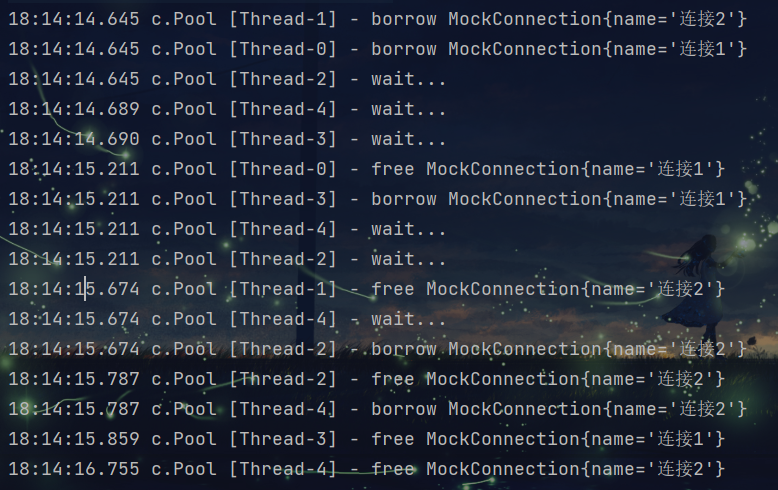 18:14:14.645 c.Pool [Thread-1] - borrow MockConnection{name='连接2'}
18:14:14.645 c.Pool [Thread-0] - borrow MockConnection{name='连接1'}
18:14:14.645 c.Pool [Thread-2] - wait...
18:14:14.689 c.Pool [Thread-4] - wait...
18:14:14.690 c.Pool [Thread-3] - wait...
18:14:15.211 c.Pool [Thread-0] - free MockConnection{name='连接1'}
18:14:15.211 c.Pool [Thread-3] - borrow MockConnection{name='连接1'}
18:14:15.211 c.Pool [Thread-4] - wait...
18:14:15.211 c.Pool [Thread-2] - wait...
18:14:15.674 c.Pool [Thread-1] - free MockConnection{name='连接2'}
18:14:15.674 c.Pool [Thread-4] - wait...
18:14:15.674 c.Pool [Thread-2] - borrow MockConnection{name='连接2'}
18:14:15.787 c.Pool [Thread-2] - free MockConnection{name='连接2'}
18:14:15.787 c.Pool [Thread-4] - borrow MockConnection{name='连接2'}
18:14:15.859 c.Pool [Thread-3] - free MockConnection{name='连接1'}
18:14:16.755 c.Pool [Thread-4] - free MockConnection{name='连接2'}